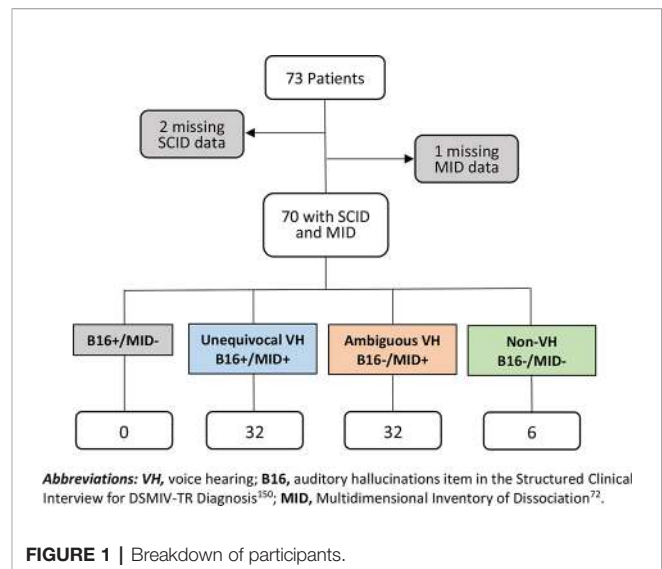 73 Patients
2 missing
SCID data
1 missing
MID data
70 with SCID
and MID
B16+/MID-
Unequivocal VH
B16+/MID+
Ambiguous VH
B16-/MID+
Non-VH
B16-/MID-
0
32
32
6
Abbreviations: VH, voice hearing; B16, auditory hallucinations item in the Structured Clinical
Interview for DSMIV-TR Diagnosis150; MID, Multidimensional Inventory of Dissociation72.
FIGURE 1 | Breakdown of participants.